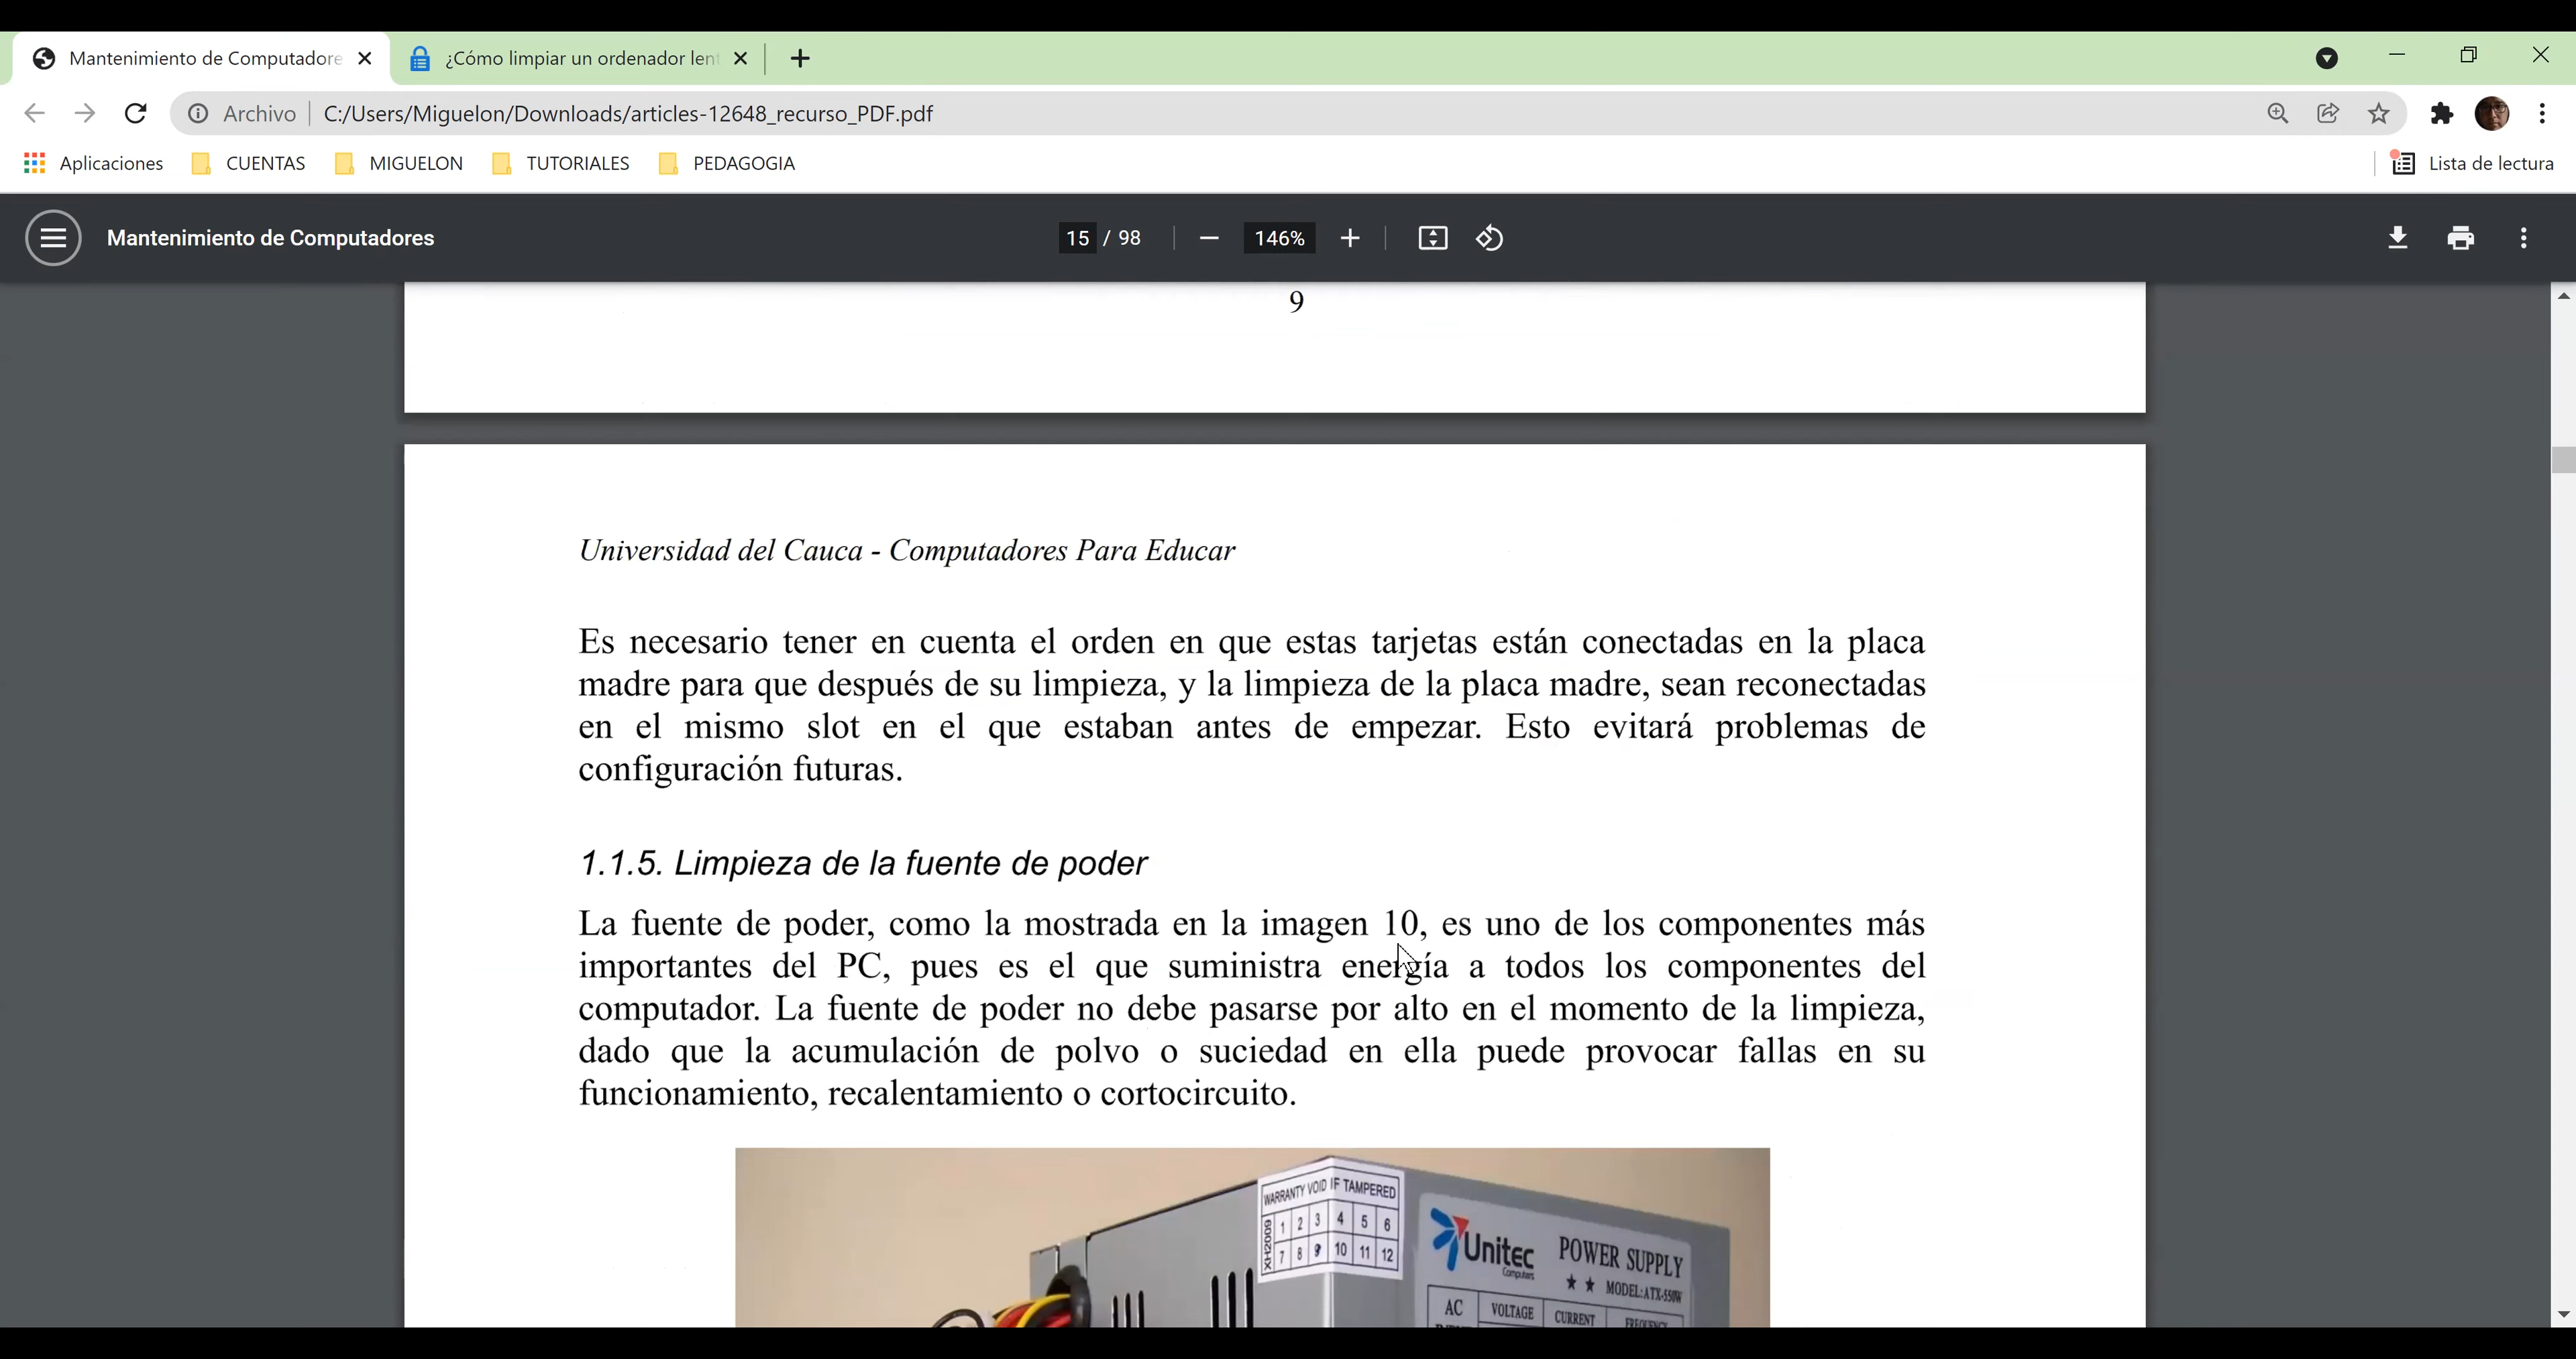 Mantenimiento de Computadore
¿Cómo limpiar un ordenador lent
Archivo
C:/Users/Miguelon/Downloads/articles-12648_recurso_PDF.pdf
Aplicaciones
CUENTAS
MIGUELON
TUTORIALES
PEDAGOGIA
Lista de lectura
Mantenimiento de Computadores
15 / 98
146%
9
Universidad del Cauca - Computadores Para Educar
Es necesario tener en cuenta el orden en que estas tarjetas están conectadas en la placa
madre para que después de su limpieza, y la limpieza de la placa madre, sean reconectadas
en el mismo slot en el que estaban antes de empezar. Esto evitará problemas de
configuración futuras.
1.1.5. Limpieza de la fuente de poder
La fuente de poder, como la mostrada en la imagen 10, es uno de los componentes más
importantes del PC, pues es el que suministra energía a todos los componentes del
computador. La fuente de poder no debe pasarse por alto en el momento de la limpieza,
dado que la acumulación de polvo o suciedad en ella puede provocar fallas en su
funcionamiento, recalentamiento o cortocircuito.
WARRANTY VOID IF TAMPERED
XH2009
1 2 3 4 5 6
7 8 9 10 11 12
Unitec
Computers
POWER SUPPLY
★ ★ MODEL:ATX-550W
AC
VOLTAGE
CURRENT
FREQUENCY